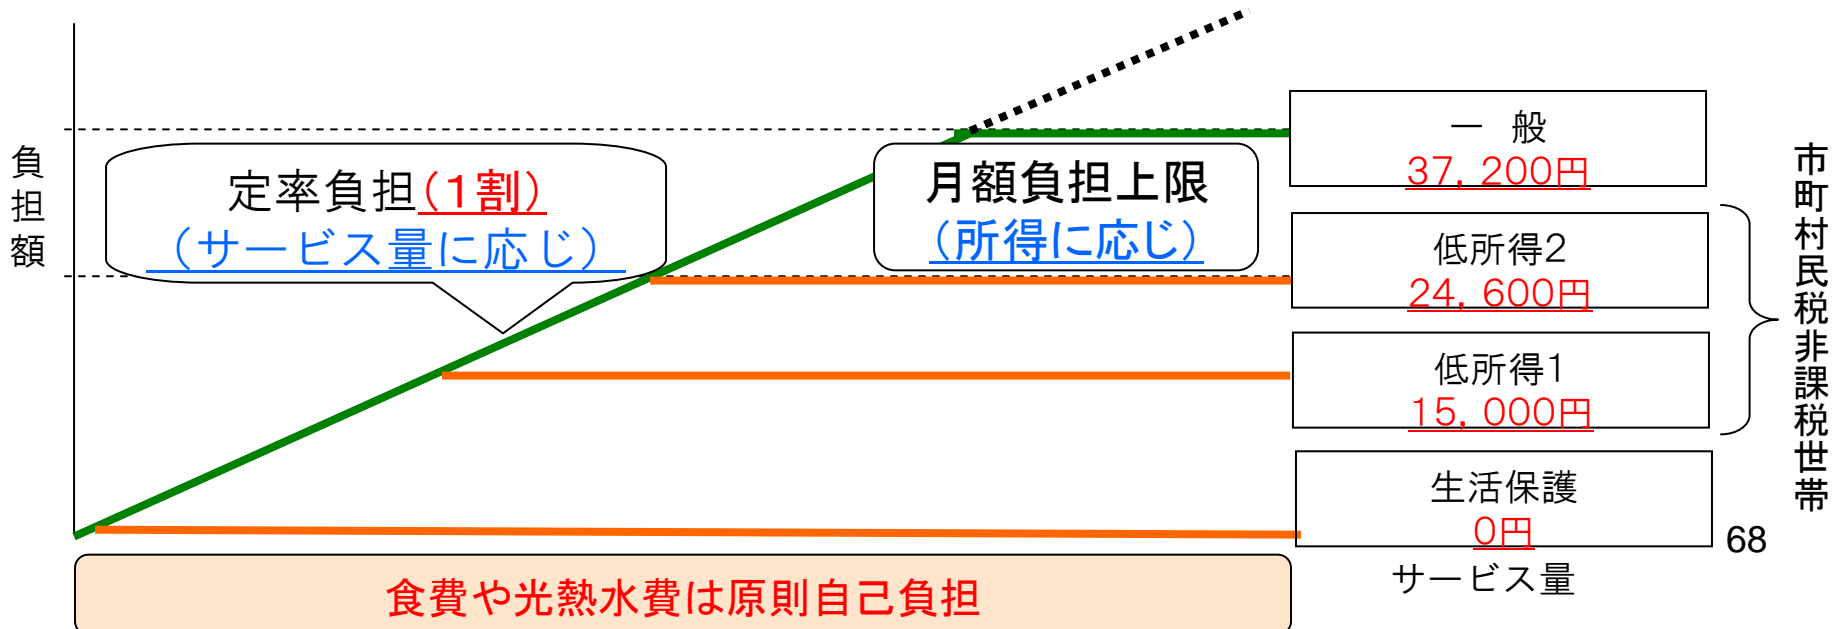 負担額
定率負担(1割)
(サービス量に応じ)
月額負担上限
(所得に応じ)
一 般
37, 200円
低所得2
24, 600円
低所得1
15, 000円
生活保護
0円
市町村民税非課税世帯
68
サービス量
食費や光熱水費は原則自己負担